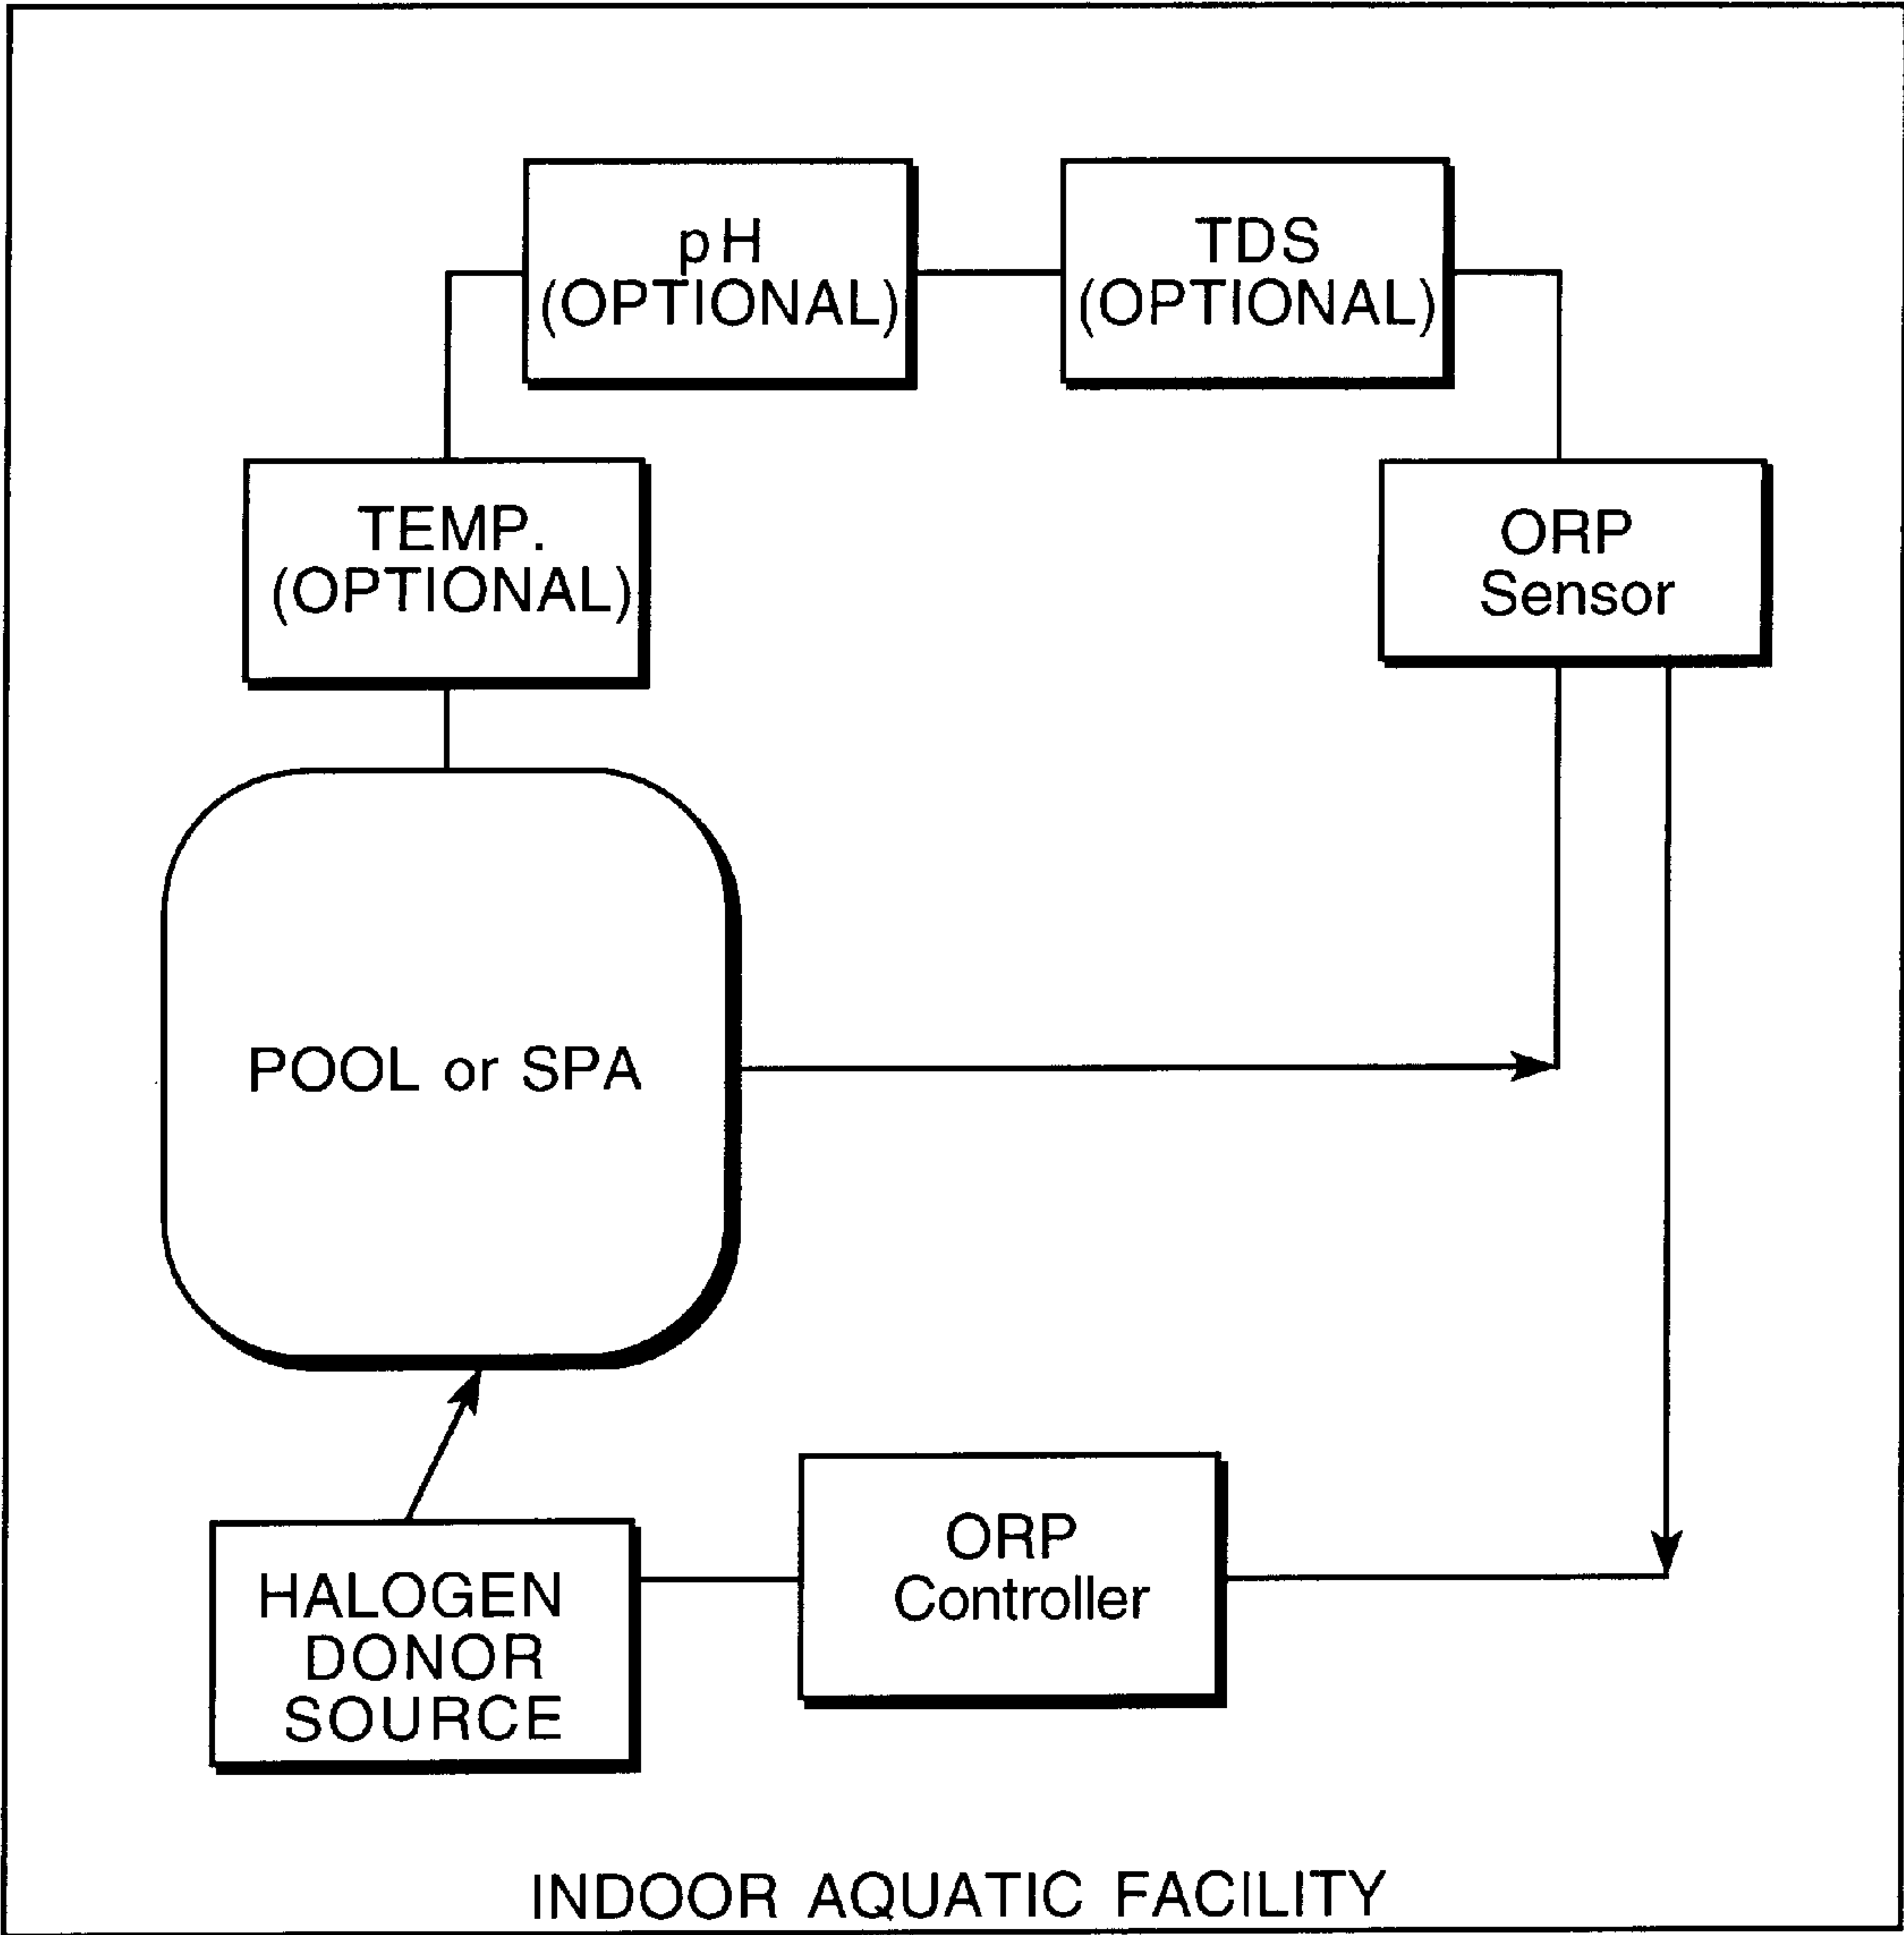 pH
(OPTIONAL)
TDS
(OPTIONAL)
TEMP.
(OPTIONAL)
ORP
Sensor
POOL or SPA
ORP
Controller
HALOGEN
DONOR
SOURCE
INDOOR AQUATIC FACILITY